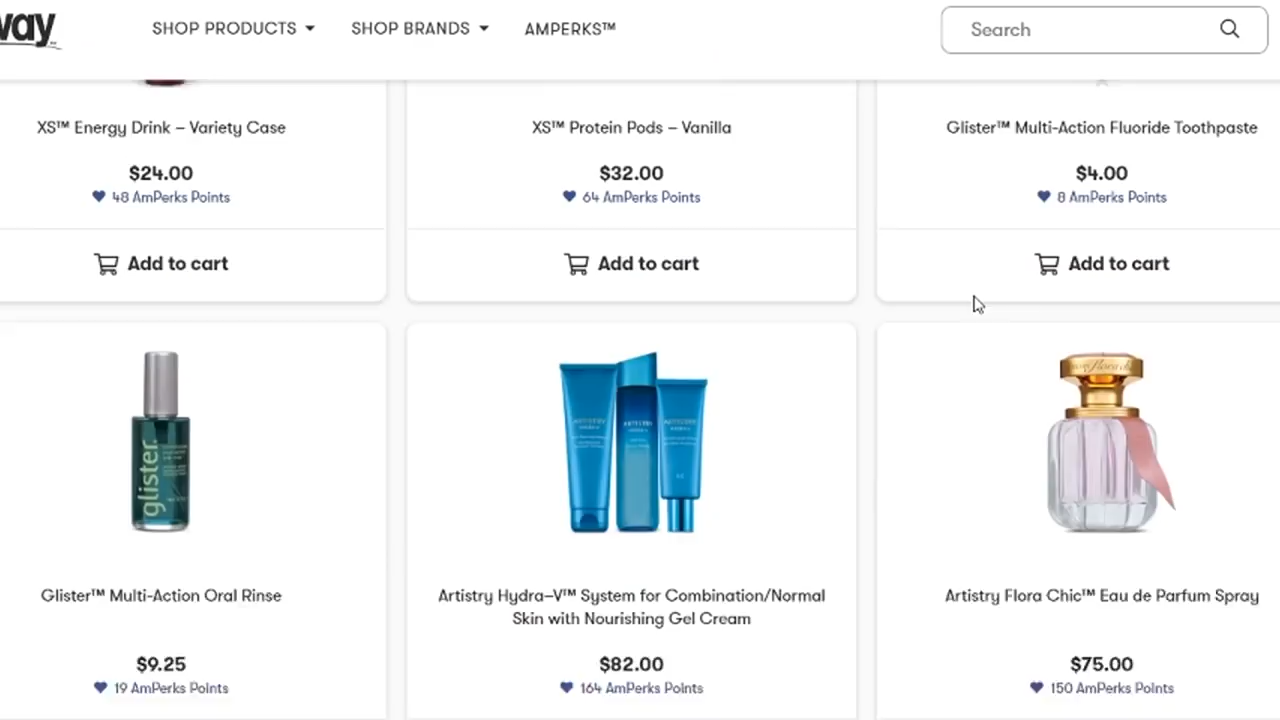 way
SHOP PRODUCTS
SHOP BRANDS
AMPERKS™
Search
XS™ Energy Drink – Variety Case
$24.00
48 AmPerks Points
Add to cart
XS™ Protein Pods – Vanilla
$32.00
64 AmPerks Points
Add to cart
Glister™ Multi-Action Fluoride Toothpaste
$4.00
8 AmPerks Points
Add to cart
glister.
Glister™ Multi-Action Oral Rinse
$9.25
19 AmPerks Points
ARTISTRY
ARTISTRY
ARTISTRY
Artistry Hydra–V™ System for Combination/Normal
Skin with Nourishing Gel Cream
$82.00
164 AmPerks Points
Artistry Flora Chic™ Eau de Parfum Spray
$75.00
150 AmPerks Points